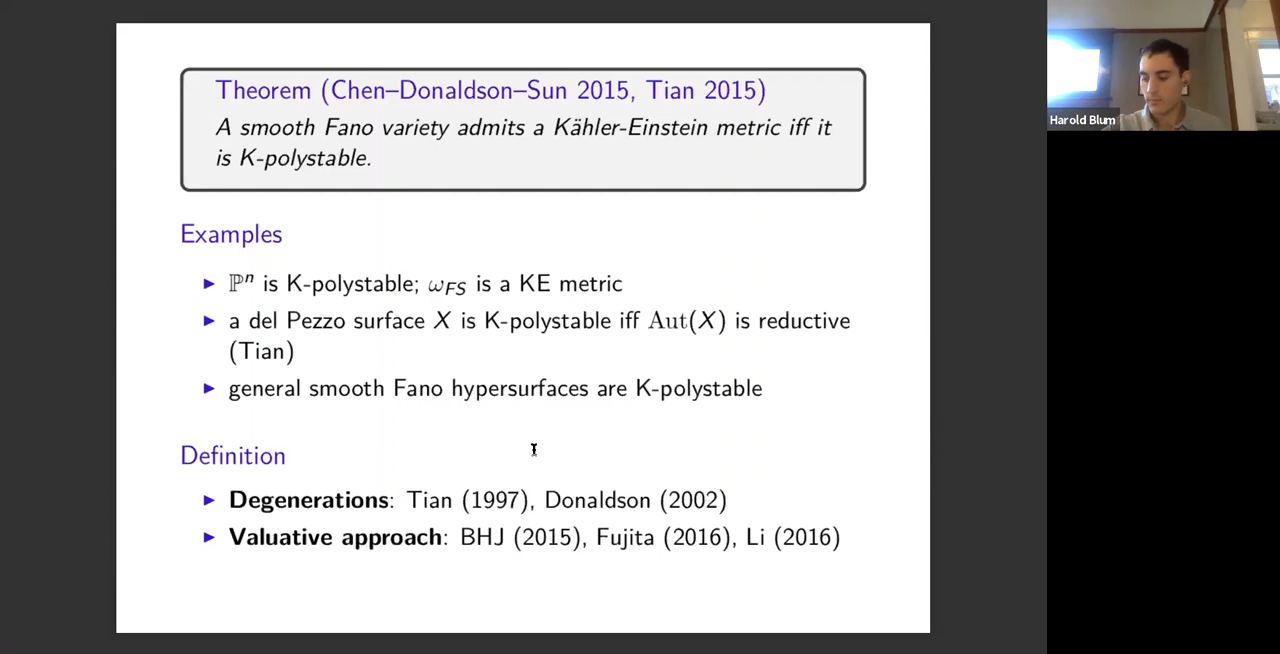 Theorem (Chen–Donaldson–Sun 2015, Tian 2015)
A smooth Fano variety admits a Kähler-Einstein metric iff it
is K-polystable.
Examples
► ℙⁿ is K-polystable; ω_FS is a KE metric
► a del Pezzo surface X is K-polystable iff Aut(X) is reductive
(Tian)
► general smooth Fano hypersurfaces are K-polystable
Definition
► Degenerations: Tian (1997), Donaldson (2002)
► Valuative approach: BHJ (2015), Fujita (2016), Li (2016)
Harold Blum